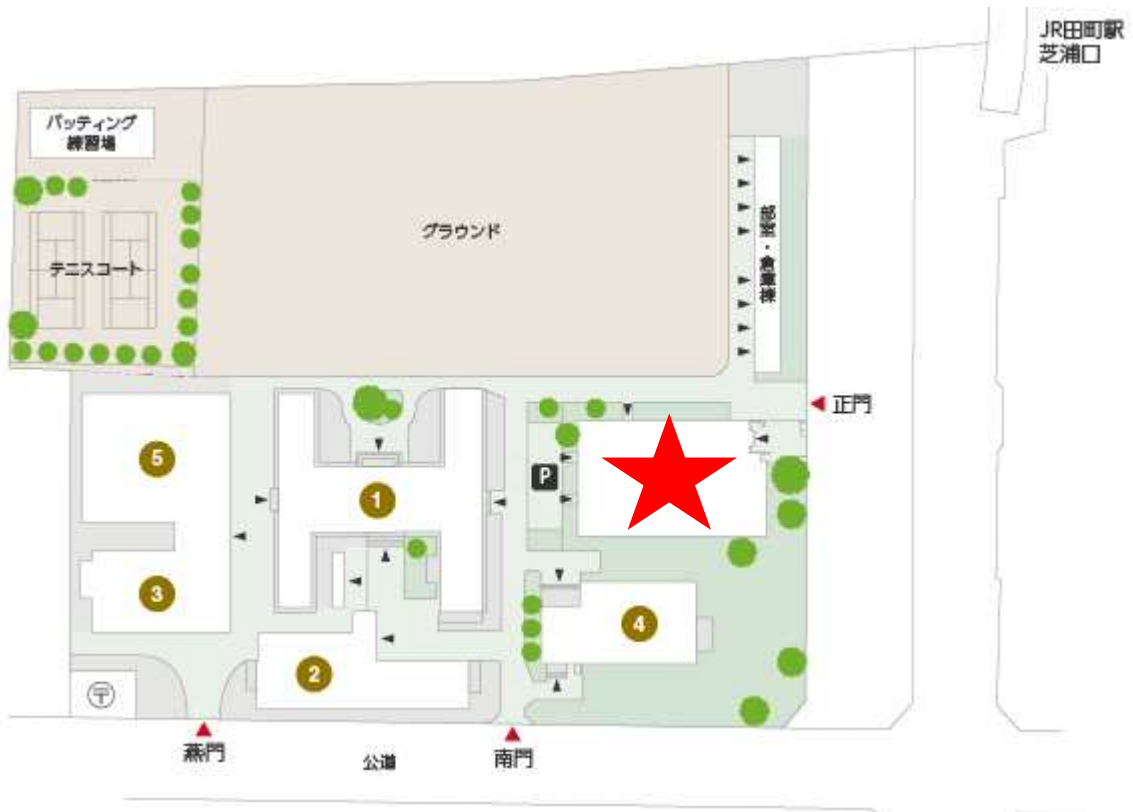 JR田町駅
芝浦口
バッティング
練習場
グラウンド
部室・倉庫棟
テニスコート
正門
5
1
P
3
4
2
〒
燕門
公道
南門